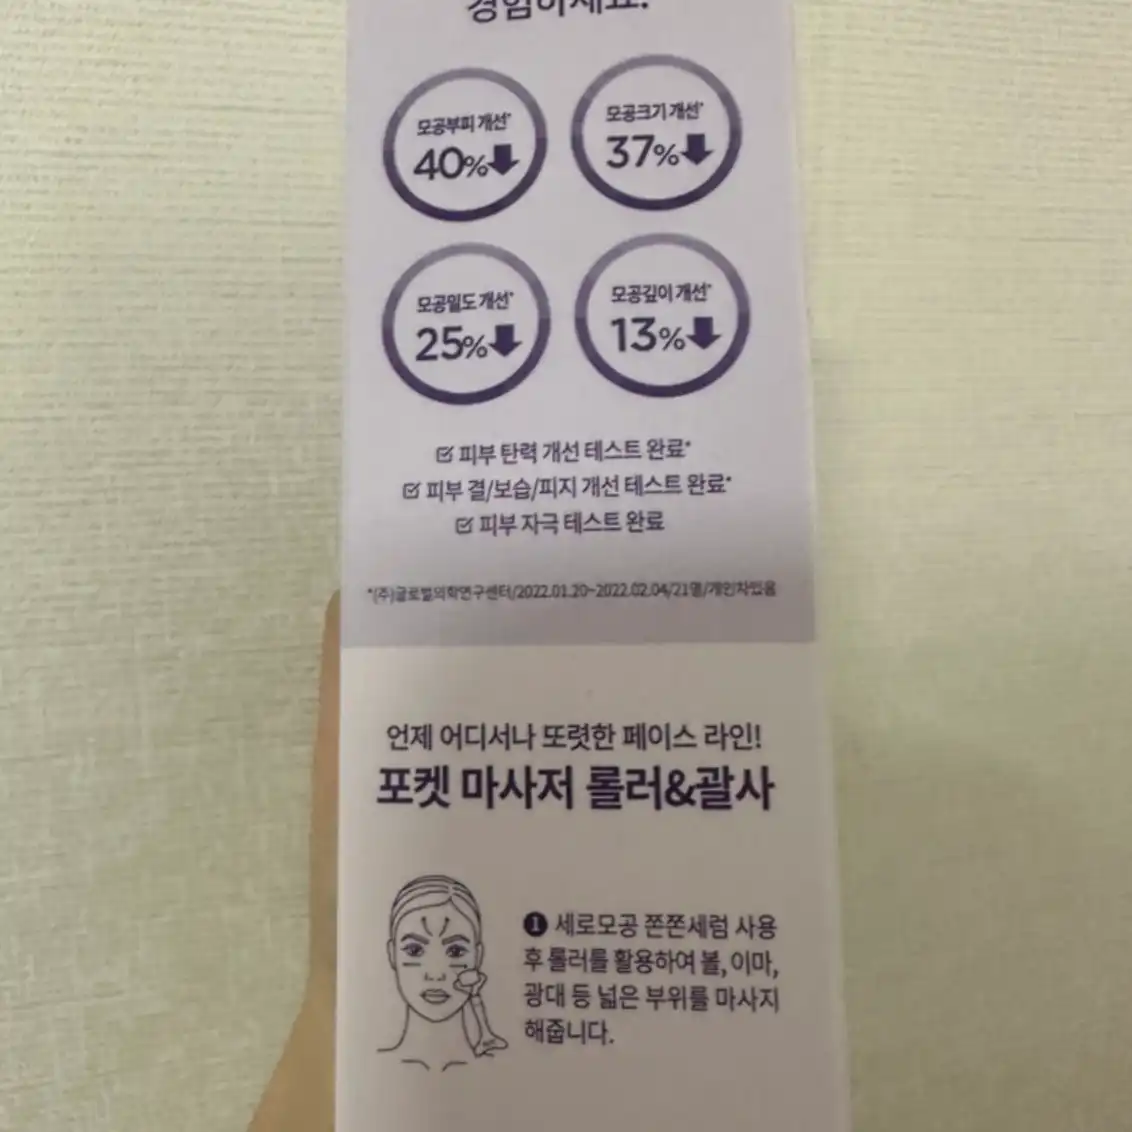 경험하세요!
모공부피 개선*
40%
모공크기 개선*
37%
모공밀도 개선*
25%
모공깊이 개선*
13%
피부 탄력 개선 테스트 완료*
피부 결/보습/피지 개선 테스트 완료*
피부 자극 테스트 완료
*(주)글로벌의학연구센터/2022.01.20~2022.02.04/21명/개인차있음
언제 어디서나 또렷한 페이스 라인!
포켓 마사저 롤러&괄사
1 세로모공 쫀쫀세럼 사용
후 롤러를 활용하여 볼, 이마,
광대 등 넓은 부위를 마사지
해줍니다.